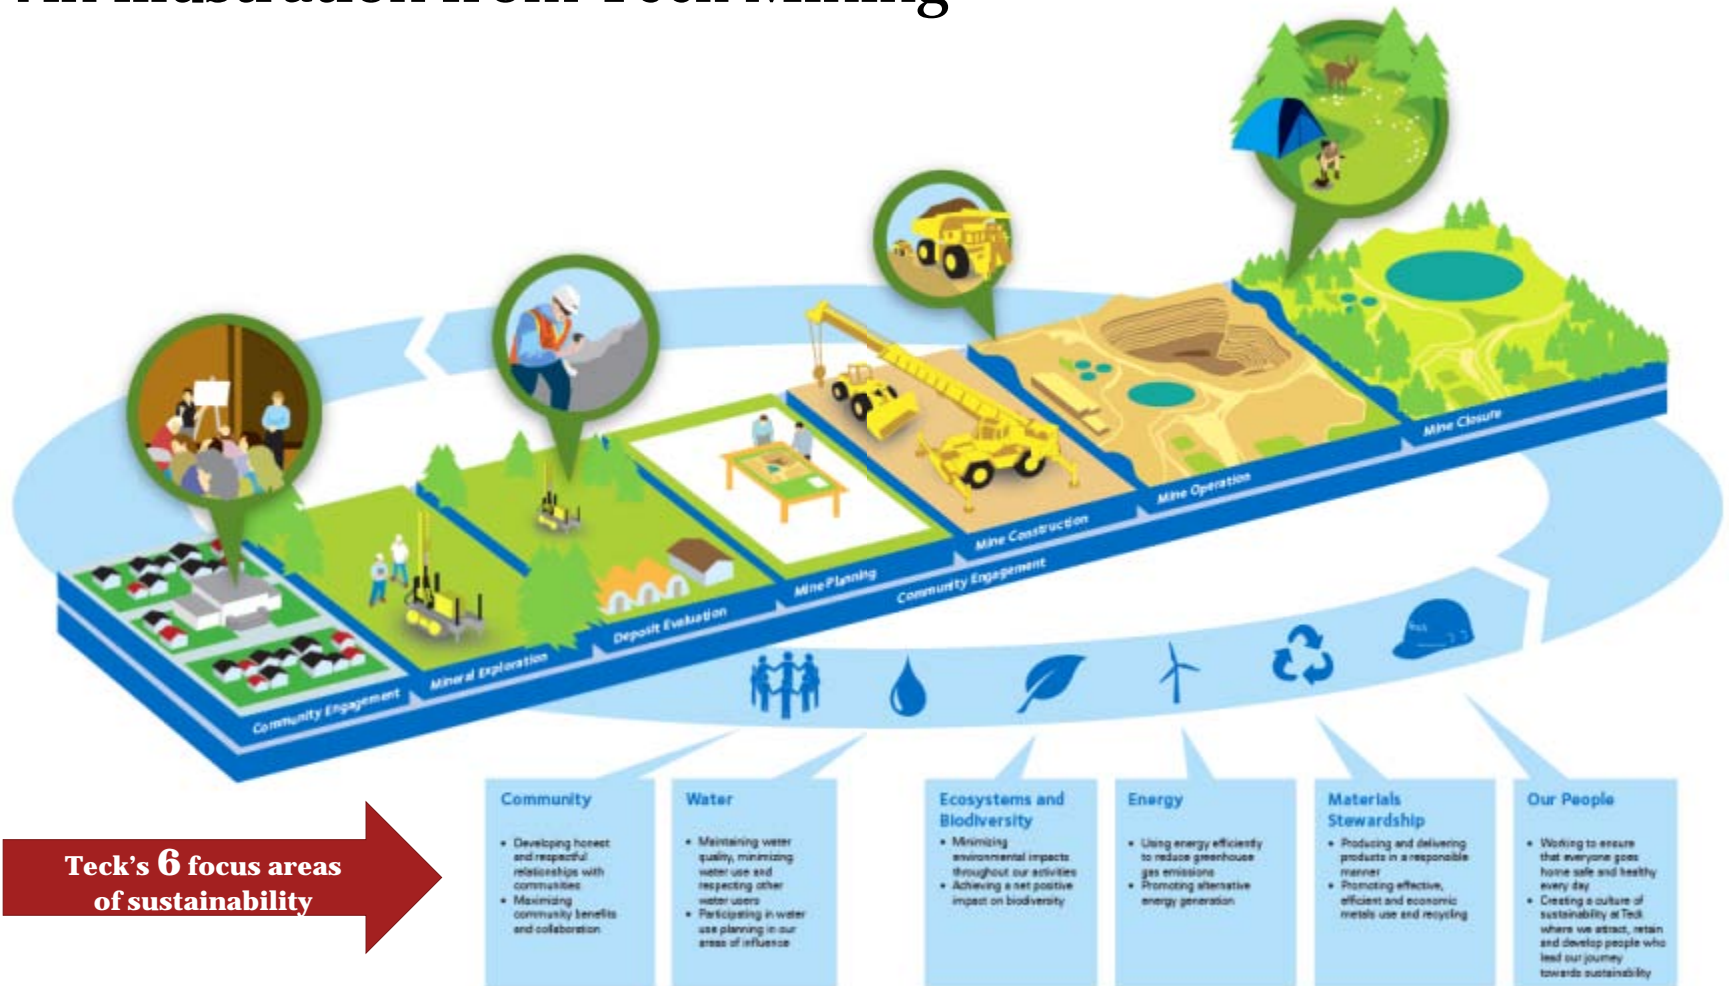 An Illustration from Teck Mining
Community Engagement
Mineral Exploration
Deposit Evaluation
Mine Planning
Mine Construction
Mine Operation
Mine Closure
Community Engagement
Teck’s 6 focus areas
of sustainability
Community
• Developing honest
and respectful
relationships with
communities
• Maximizing
community benefits
and collaboration
Water
• Maintaining water
quality, minimizing
water use and
respecting other
water users
• Participating in water
use planning in our
areas of influence
Ecosystems and
Biodiversity
• Minimizing
environmental impacts
throughout our activities
• Achieving a net positive
impact on biodiversity
Energy
• Using energy efficiently
to reduce greenhouse
gas emissions
• Promoting alternative
energy generation
Materials
Stewardship
• Producing and delivering
products in a responsible
manner
• Promoting effective,
efficient and economic
metals use and recycling
Our People
• Working to ensure
that everyone goes
home safe and healthy
every day
• Creating a culture of
sustainability at Teck
where we attract, retain
and develop people who
lead our journey
towards sustainability